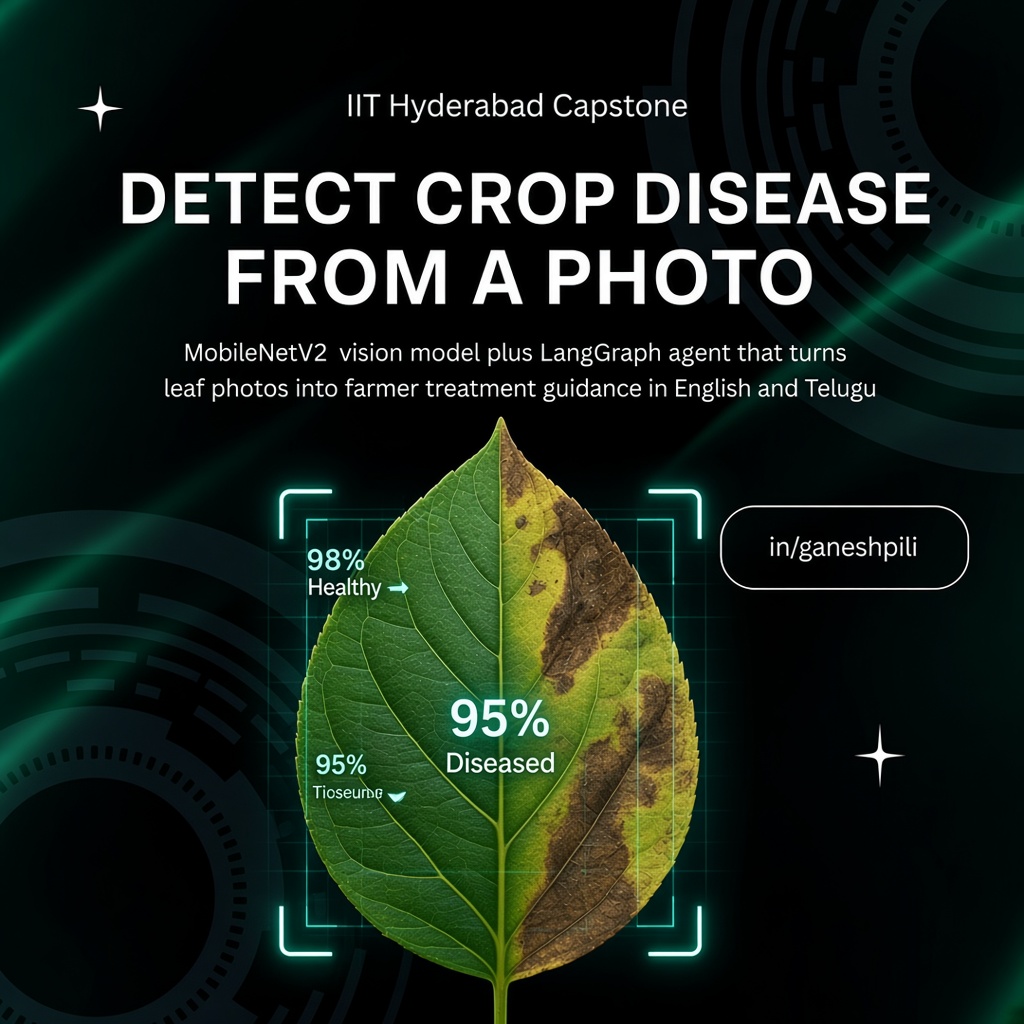 IIT Hyderabad Capstone
DETECT CROP DISEASE
FROM A PHOTO
MobileNetV2 vision model plus LangGraph agent that turns
leaf photos into farmer treatment guidance in English and Telugu
in/ganeshpili
98%
Healthy
95%
Diseased
95%